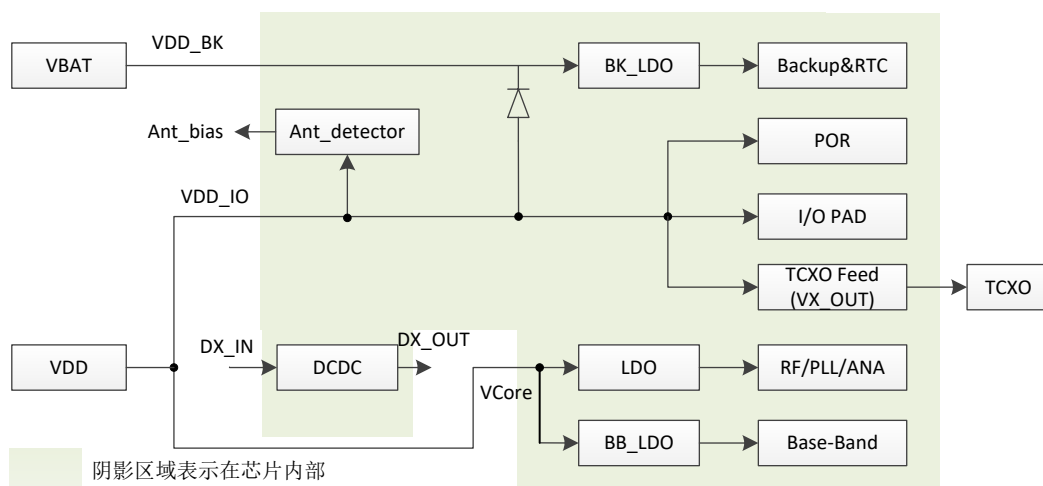 VDD_BK
VBAT
BK_LDO
Backup&RTC
Ant_bias
Ant_detector
POR
VDD_IO
I/O PAD
TCXO Feed
(VX_OUT)
TCXO
DX_IN
DX_OUT
VDD
DCDC
LDO
RF/PLL/ANA
VCore
BB_LDO
Base-Band
阴影区域表示在芯片内部